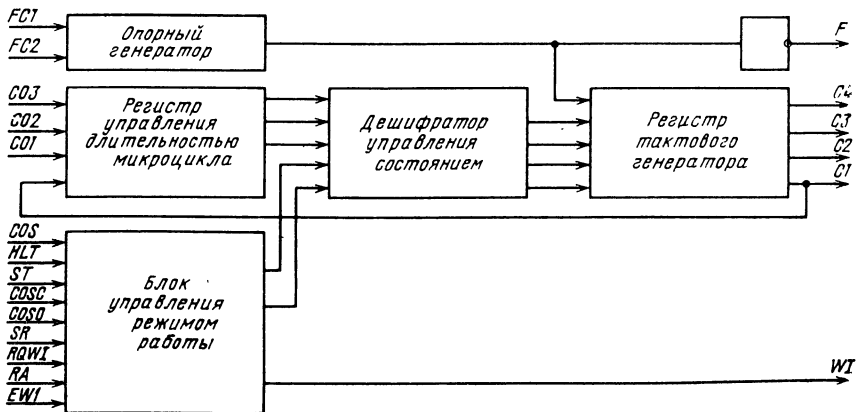 FC1
FC2
Опорный
генератор
F
CO3
CO2
CO1
Регистр
управления
длительностью
микроцикла
Дешифратор
управления
состоянием
Регистр
тактового
генератора
C4
C3
C2
C1
COS
HLT
ST
COSC
COSO
SR
RQWI
RA
EW1
Блок
управления
режимом
работы
WI